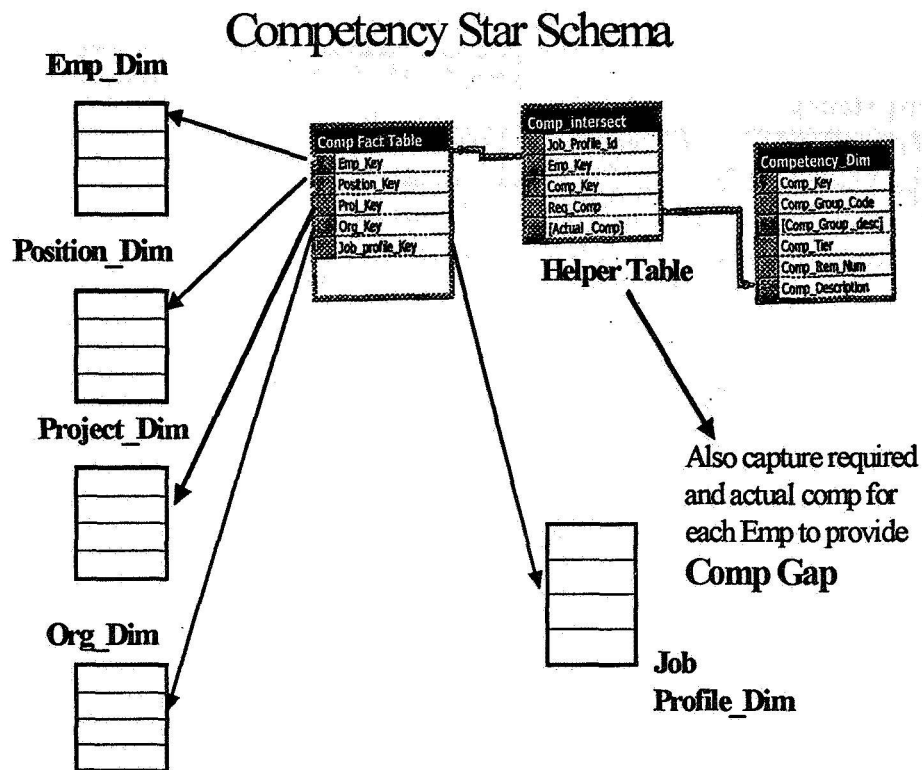 Competency Star Schema
Emp_Dim
Comp Fact Table
Emp_Key
Position_Key
Proj_Key
Org_Key
Job_profile_Key
Comp_intersect
Job_Profile_Id
Emp_Key
Comp_Key
Req_Comp
[Actual_Comp]
Competency_Dim
Comp_Key
Comp_Group_Code
[Comp_Group_desc]
Comp_Tier
Comp_Item_Num
Comp_Description
Position_Dim
Helper Table
Project_Dim
Also capture required
and actual comp for
each Emp to provide
Comp Gap
Org_Dim
Job
Profile_Dim